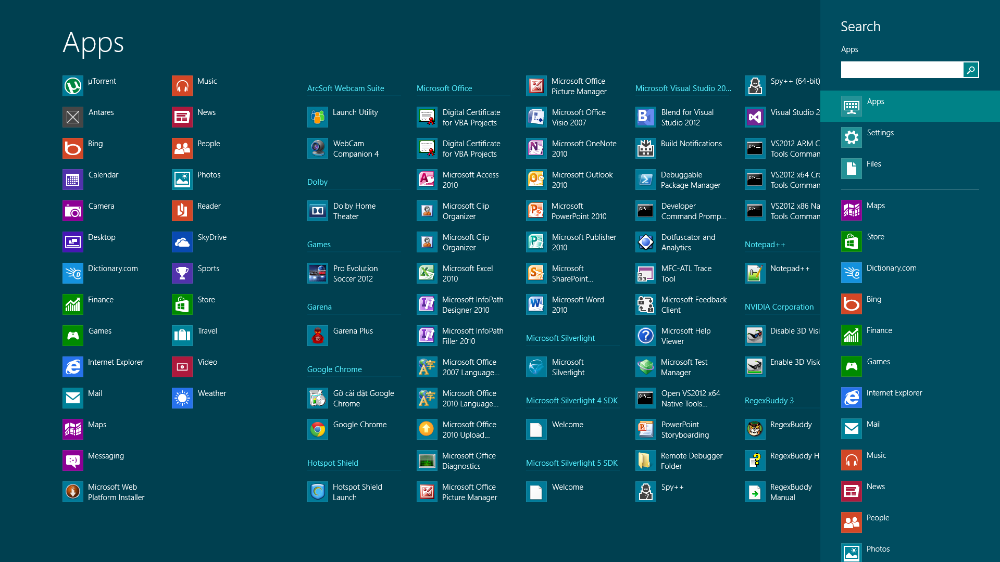 Apps
µTorrent
Antares
Bing
Calendar
Camera
Desktop
Dictionary.com
Finance
Games
Internet Explorer
Mail
Maps
Messaging
Microsoft Web
Platform Installer
Music
News
People
Photos
Reader
SkyDrive
Sports
Store
Travel
Video
Weather
ArcSoft Webcam Suite
Launch Utility
WebCam
Companion 4
Dolby
Dolby Home
Theater
Games
Pro Evolution
Soccer 2012
Garena
Garena Plus
Google Chrome
Gỡ cài đặt Google
Chrome
Google Chrome
Hotspot Shield
Hotspot Shield
Launch
Microsoft Office
Digital Certificate
for VBA Projects
Digital Certificate
for VBA Projects
Microsoft Access
2010
Microsoft Clip
Organizer
Microsoft Clip
Organizer
Microsoft Excel
2010
Microsoft InfoPath
Designer 2010
Microsoft InfoPath
Filler 2010
Microsoft Office
2007 Language...
Microsoft Office
2010 Language...
Microsoft Office
2010 Upload...
Microsoft Office
Diagnostics
Microsoft Office
Picture Manager
Microsoft Office
Picture Manager
Microsoft Office
Visio 2007
Microsoft OneNote
2010
Microsoft Outlook
2010
Microsoft
PowerPoint 2010
Microsoft Publisher
2010
Microsoft
SharePoint...
Microsoft Word
2010
Microsoft Silverlight
Microsoft
Silverlight
Microsoft Silverlight 4 SDK
Welcome
Microsoft Silverlight 5 SDK
Welcome
Microsoft Visual Studio 20...
Blend for Visual
Studio 2012
Build Notifications
Debuggable
Package Manager
Developer
Command Promp...
Dotfuscator and
Analytics
MFC-ATL Trace
Tool
Microsoft Feedback
Client
Microsoft Help
Viewer
Microsoft Test
Manager
Open VS2012 x64
Native Tools...
PowerPoint
Storyboarding
Remote Debugger
Folder
Spy++
Spy++ (64-bit)
Visual Studio 2
VS2012 ARM C
Tools Comman
VS2012 x64 Cro
Tools Comman
VS2012 x86 Na
Tools Comman
Notepad++
Notepad++
NVIDIA Corporation
Disable 3D Visi
Enable 3D Visio
RegexBuddy 3
RegexBuddy
RegexBuddy H
RegexBuddy
Manual
Search
Apps
Apps
Settings
Files
Maps
Store
Dictionary.com
Bing
Finance
Games
Internet Explorer
Mail
Music
News
People
Photos